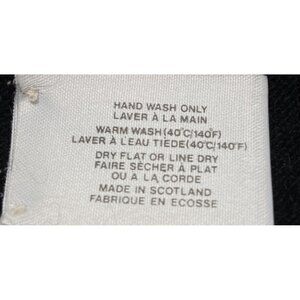 HAND WASH ONLY
LAVER À LA MAIN
WARM WASH (40°C/140°F)
LAVER À L'EAU TIEDE (40°C/140°F)
DRY FLAT OR LINE DRY
FAIRE SÉCHER À PLAT
OU À LA CORDE
MADE IN SCOTLAND
FABRIQUE EN ECOSSE